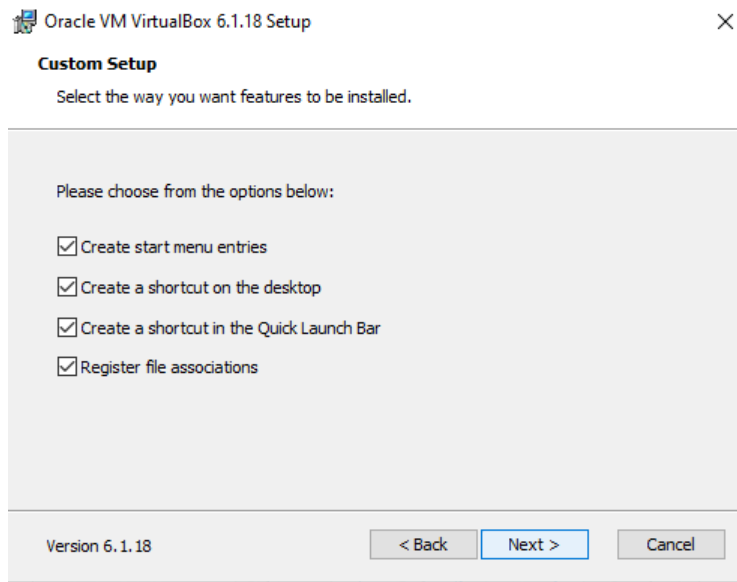 Oracle VM VirtualBox 6.1.18 Setup
Custom Setup
Select the way you want features to be installed.
Please choose from the options below:
Create start menu entries
Create a shortcut on the desktop
Create a shortcut in the Quick Launch Bar
Register file associations
Version 6.1.18
< Back
Next >
Cancel